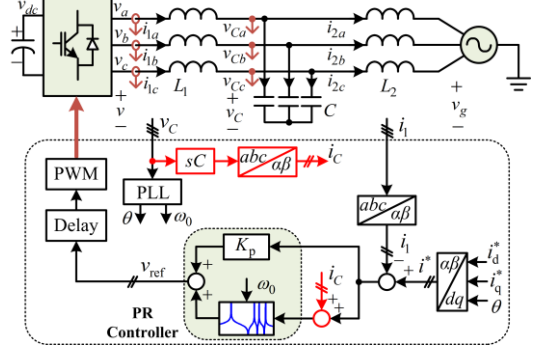 v_dc
v_a
i_1a
v_Ca
i_2a
v_b
i_1b
v_Cb
i_2b
v_c
i_1c
v_Cc
i_2c
+
−
+
v
−
L_1
+
v_C
−
C
L_2
+
v_g
−
v_C
i_1
PWM
sC
abc
αβ
i_C
PLL
abc
αβ
Delay
θ
ω_0
K_p
i_1
i_d^*
v_ref
+
+
ω_0
i_C
+
+
−
+
i^*
αβ
dq
i_q^*
θ
PR
Controller